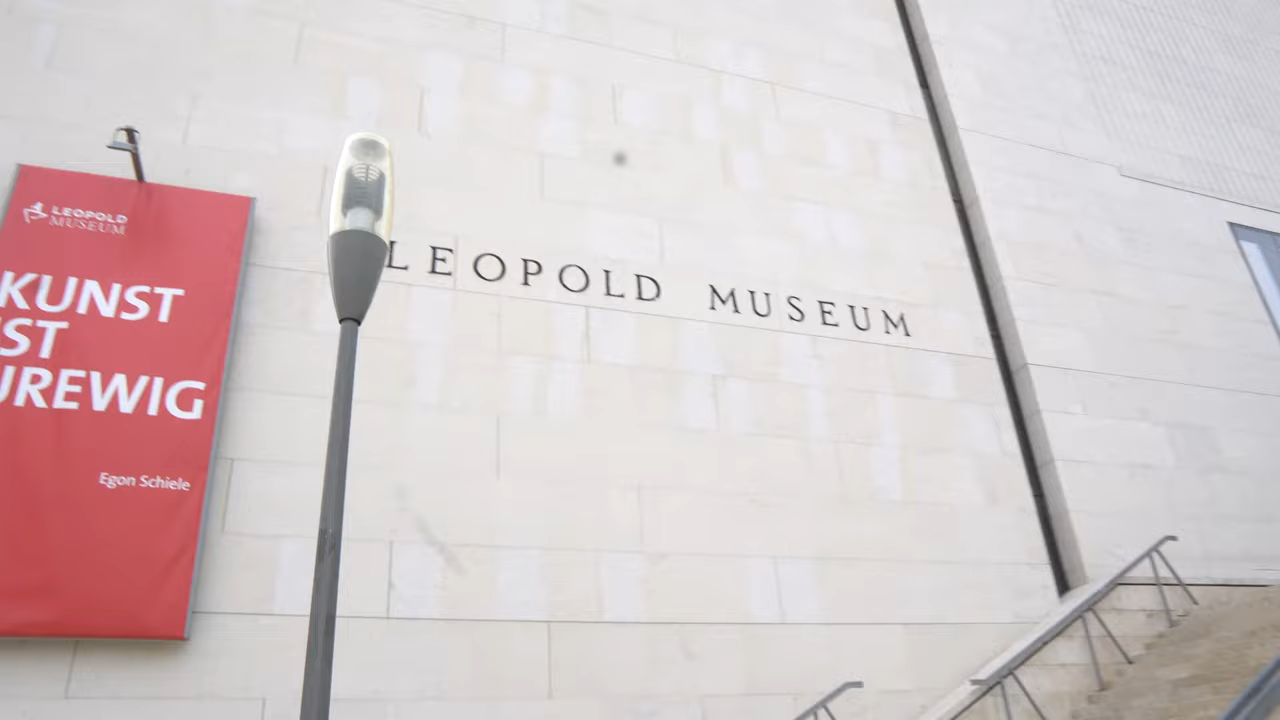 LEOPOLD
MUSEUM
KUNST
IST
UREWIG
Egon Schiele
LEOPOLD MUSEUM